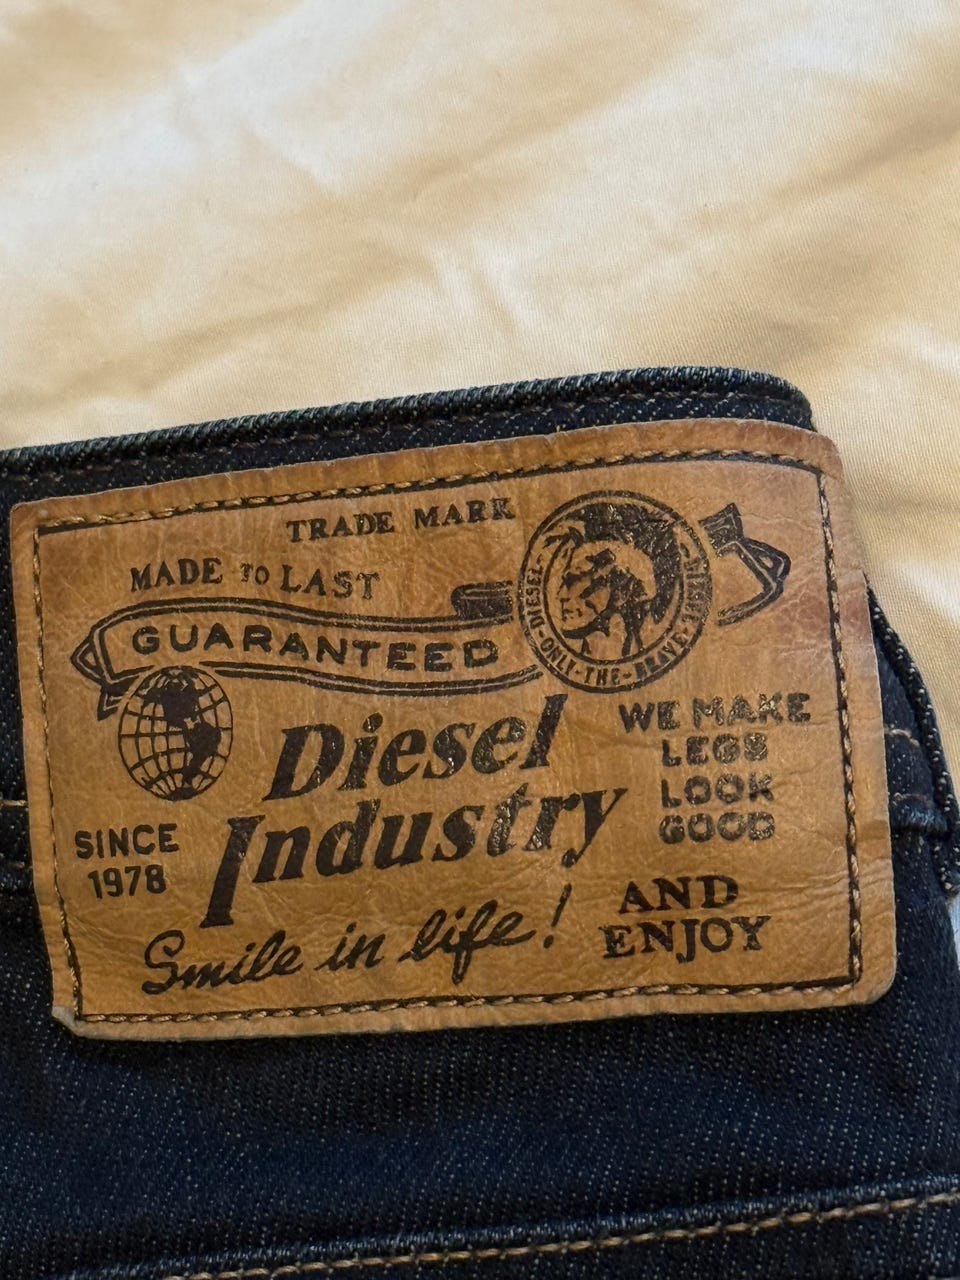 TRADE MARK
MADE TO LAST
GUARANTEED
DIESEL·ONLY·THE·BRAVE·DIESEL
Diesel
Industry
SINCE
1978
Smile in life!
WE MAKE
LEGS
LOOK
GOOD
AND
ENJOY